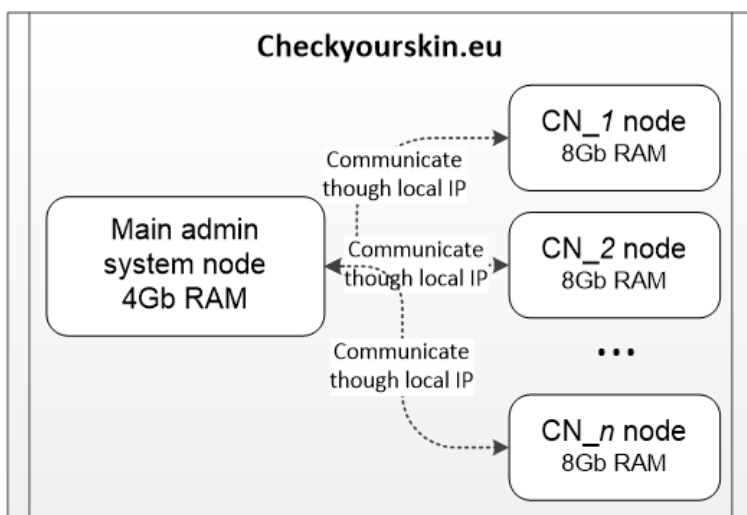 Checkyourskin.eu
CN_1 node
8Gb RAM
Communicate
though local IP
Main admin
system node
4Gb RAM
CN_2 node
8Gb RAM
Communicate
though local IP
...
Communicate
though local IP
CN_n node
8Gb RAM